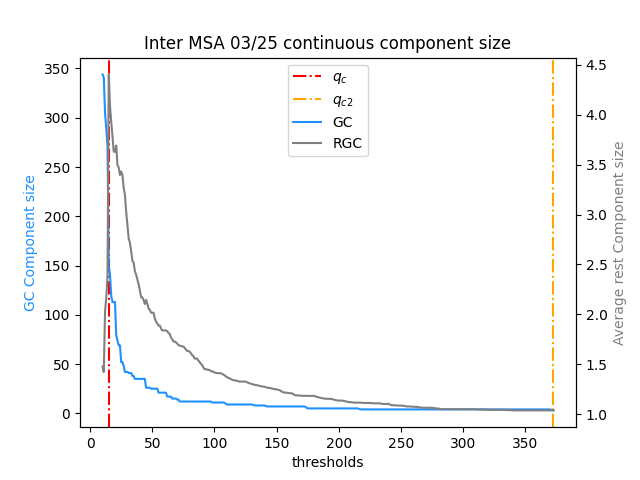 Inter MSA 03/25 continuous component size
350
300
250
200
150
100
50
0
GC Component size
q_c
q_c2
GC
RGC
4.5
4.0
3.5
3.0
2.5
2.0
1.5
1.0
Average rest Component size
0 50 100 150 200 250 300 350
thresholds